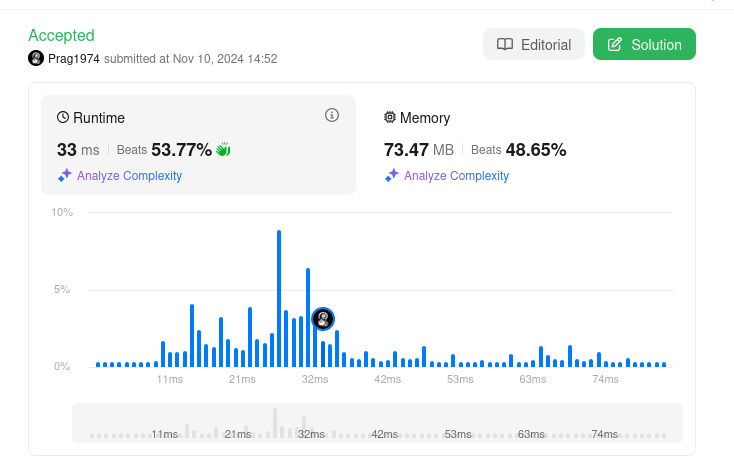 Accepted
Editorial
Solution
Prag1974 submitted at Nov 10, 2024 14:52
Runtime
Memory
33 ms Beats 53.77%
73.47 MB Beats 48.65%
Analyze Complexity
Analyze Complexity
10%
5%
0%
11ms 21ms 32ms 42ms 53ms 63ms 74ms
11ms 21ms 32ms 42ms 53ms 63ms 74ms